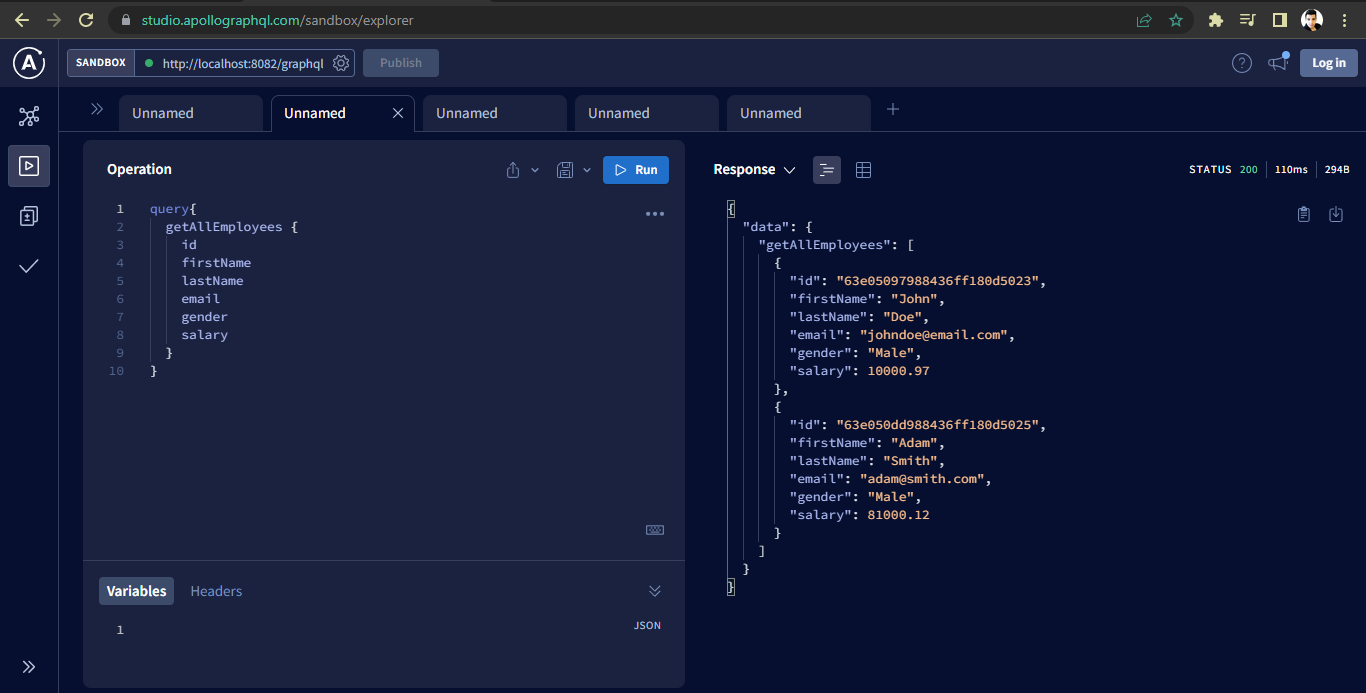 studio.apollographql.com/sandbox/explorer
A
SANDBOX
http://localhost:8082/graphql
Publish
?
Log in
Unnamed
Unnamed
Unnamed
Unnamed
Unnamed
Operation
Run
1 query{
2 getAllEmployees {
3 id
4 firstName
5 lastName
6 email
7 gender
8 salary
9 }
10 }
Variables
Headers
1
JSON
Response
STATUS 200
110ms
294B
{
"data": {
"getAllEmployees": [
{
"id": "63e05097988436ff180d5023",
"firstName": "John",
"lastName": "Doe",
"email": "johndoe@email.com",
"gender": "Male",
"salary": 10000.97
},
{
"id": "63e050dd988436ff180d5025",
"firstName": "Adam",
"lastName": "Smith",
"email": "adam@smith.com",
"gender": "Male",
"salary": 81000.12
}
]
}
}